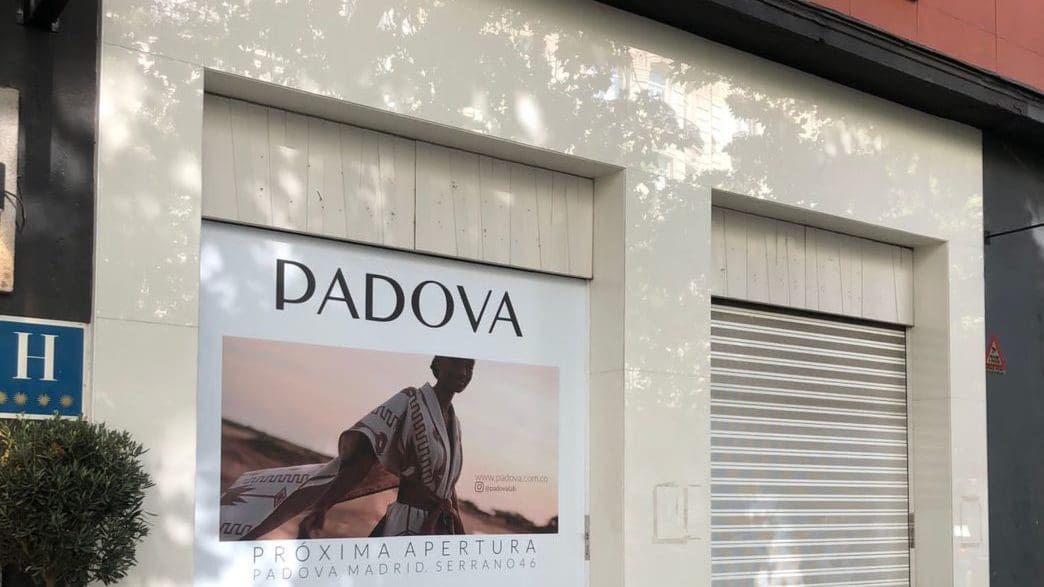 PADOVA
www.padova.com.co
@padovalab
PRÓXIMA APERTURA
PADOVA MADRID. SERRANO 46
H